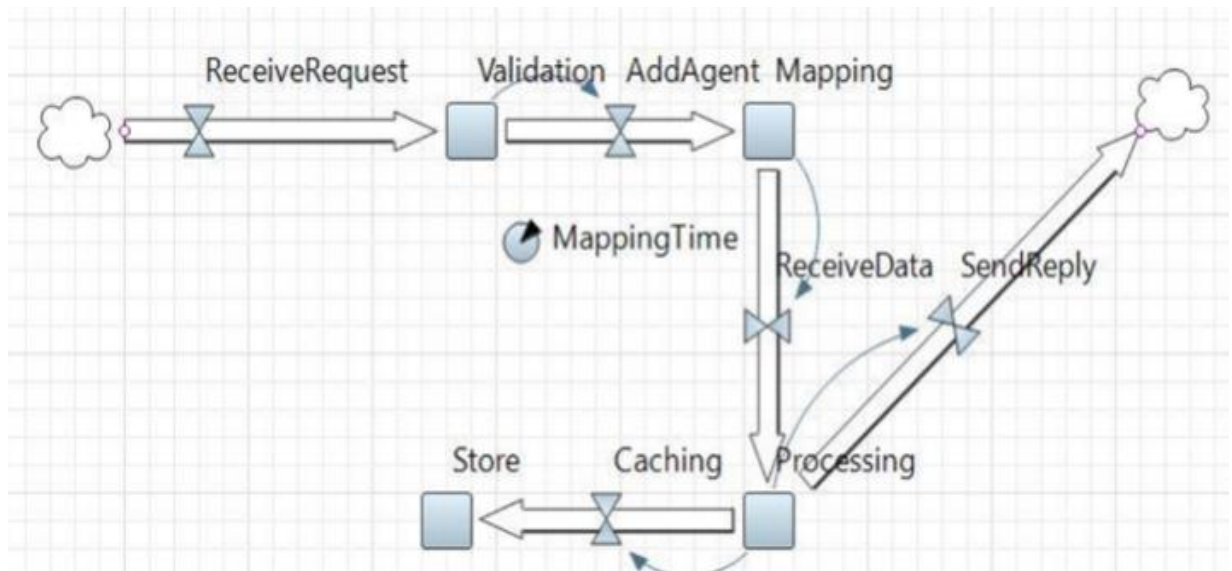 ReceiveRequest Validation AddAgent Mapping
MappingTime
ReceiveData SendReply
Store Caching Processing